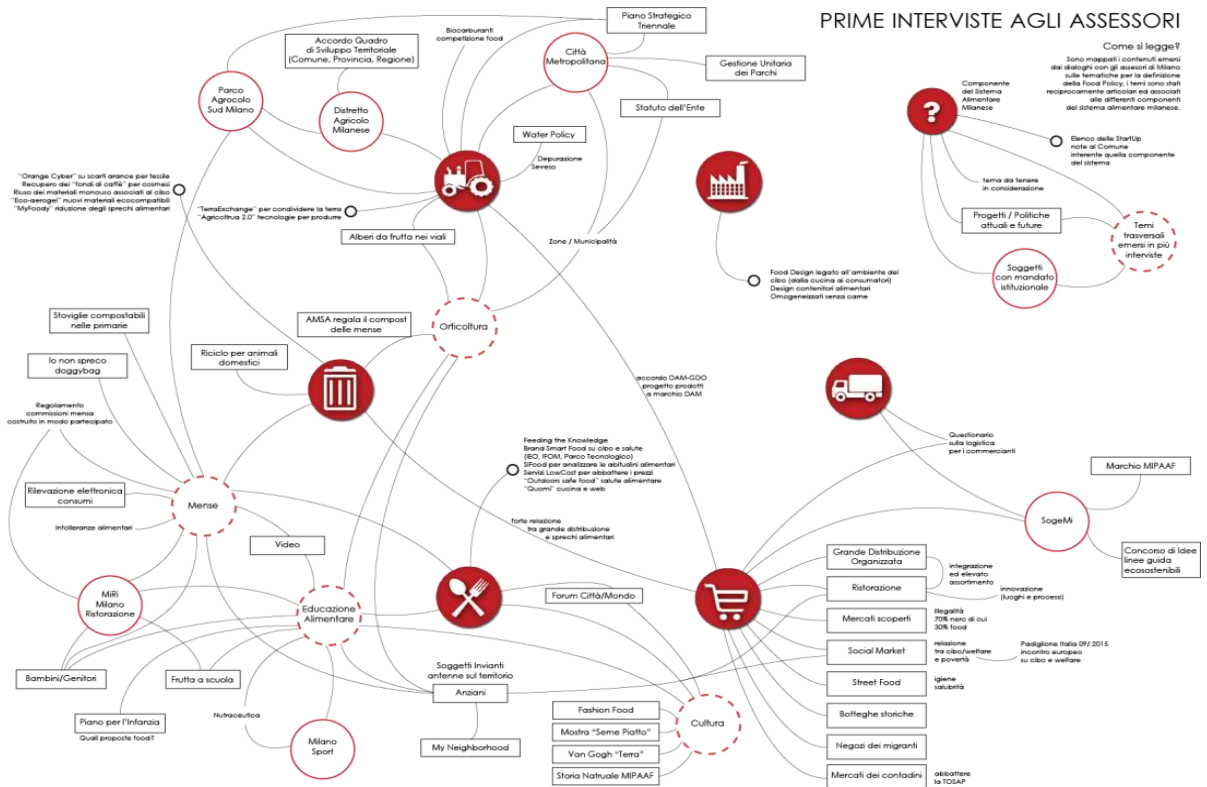 PRIME INTERVISTE AGLI ASSESSORI
Come si legge?
Sono mappati i contenuti emersi
dai dialoghi con gli assesori di Milano
sulle tematiche per la definizione
della Food Policy, i temi sono stati
reciprocamente articolari ed associati
alle differenti componenti
del sistema alimentare milanese.
Componente
del Sistema
Alimentare
Milanese
?
Elenco delle StartUp
note al Comune
interente quella componente
del sistema
tema da tenere
in considerazione
Progetti / Politiche
attuali e future
Temi
trasversali
emersi in più
interviste
Soggetti
con mandato
istituzionale
Piano Strategico
Triennale
Biocarburanti
competizione food
Accordo Quadro
di Sviluppo Territoriale
(Comune, Provincia, Regione)
Città
Metropolitana
Gestione Unitaria
dei Parchi
Parco
Agrocolo
Sud Milano
Distretto
Agricolo
Milanese
Statuto dell'Ente
Water Policy
Depurazione
Seveso
"Orange Cyber" su scarti arance per tessile
Recupero dei "fondi di caffè" per cosmesi
Riuso dei materiali monouso associati al cibo
"Eco-aerogel" nuovi materiali ecocompatibili
"MyFoody" riduzione degli sprechi alimentari
"TerraExchange" per condividere la terra
"Agricoltrua 2.0" tecnologie per produrre
Alberi da frutta nei viali
Zone / Municipalità
Food Design legato all'ambiente del
cibo (dalla cucina ai consumatori)
Design contenitori alimentari
Omogeneizzati senza carne
Stoviglie compostabili
nelle primarie
AMSA regala il compost
delle mense
Orticoltura
Io non spreco
doggybag
Riciclo per animali
domestici
accordo DAM-GDO
progetto prodotti
a marchio DAM
Regolamento
commissioni mensa
costruito in modo partecipato
Feeding the Knowledge
Brand Smart Food su cibo e salute
(IEO, IFOM, Parco Tecnologico)
SiFood per analizzare le abitudini alimentari
Servizi LowCost per abbattere i prezzi
"Outdoors safe food" salute alimentare
"Quomi" cucina e web
Questionario
sulla logistica
per i commercianti
Marchio MIPAAF
Rilevazione elettronica
consumi
Mense
SogeMi
Intolleranze alimentari
forte relazione
tra grande distribuzione
e sprechi alimentari
Video
Concorso di Idee
linee guida
ecosostenibili
Grande Distribuzione
Organizzata
integrazione
ed elevato
assortimento
Ristorazione
innovazione
(luoghi e processi)
MiRi
Milano
Ristorazione
Educazione
Alimentare
Forum Città/Mondo
Mercati scoperti
illegalità
70% nero di cui
30% food
Social Market
relazione
tra cibo/welfare
e povertà
Padiglione Italia 09/ 2015
incontro europeo
su cibo e welfare
Bambini/Genitori
Frutta a scuola
Soggetti Invianti
antenne sul territorio
Anziani
Street Food
igiene
salubrità
Piano per l'Infanzia
Quali proposte food?
Nutraceutica
Milano
Sport
My Neighborhood
Fashion Food
Mostra "Seme Piatto"
Van Gogh "Terra"
Storia Natruale MIPAAF
Cultura
Botteghe storiche
Negozi dei migranti
Mercati dei contadini
abbattere
la TOSAP